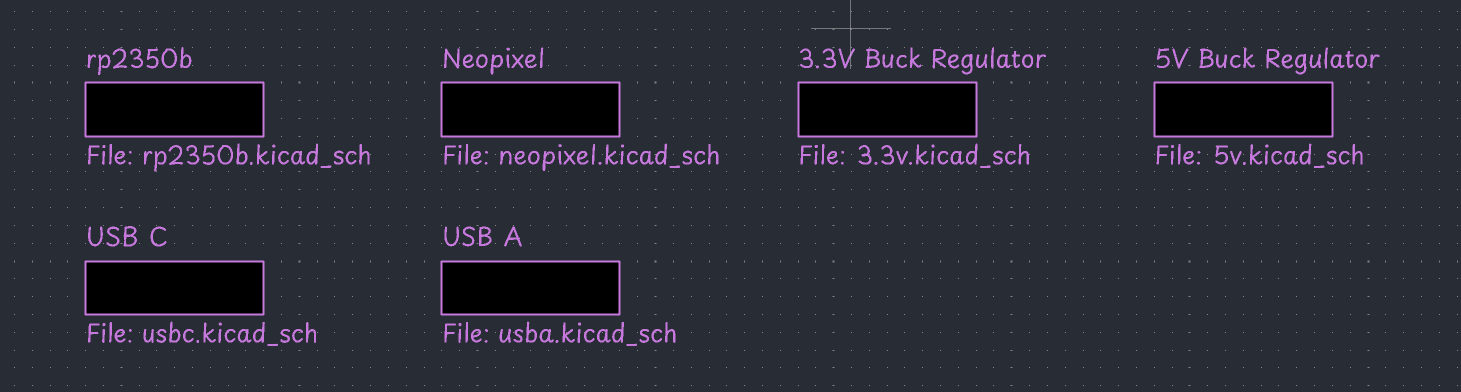 rp2350b
Neopixel
3.3V Buck Regulator
5V Buck Regulator
File: rp2350b.kicad_sch
File: neopixel.kicad_sch
File: 3.3v.kicad_sch
File: 5v.kicad_sch
USB C
USB A
File: usbc.kicad_sch
File: usba.kicad_sch